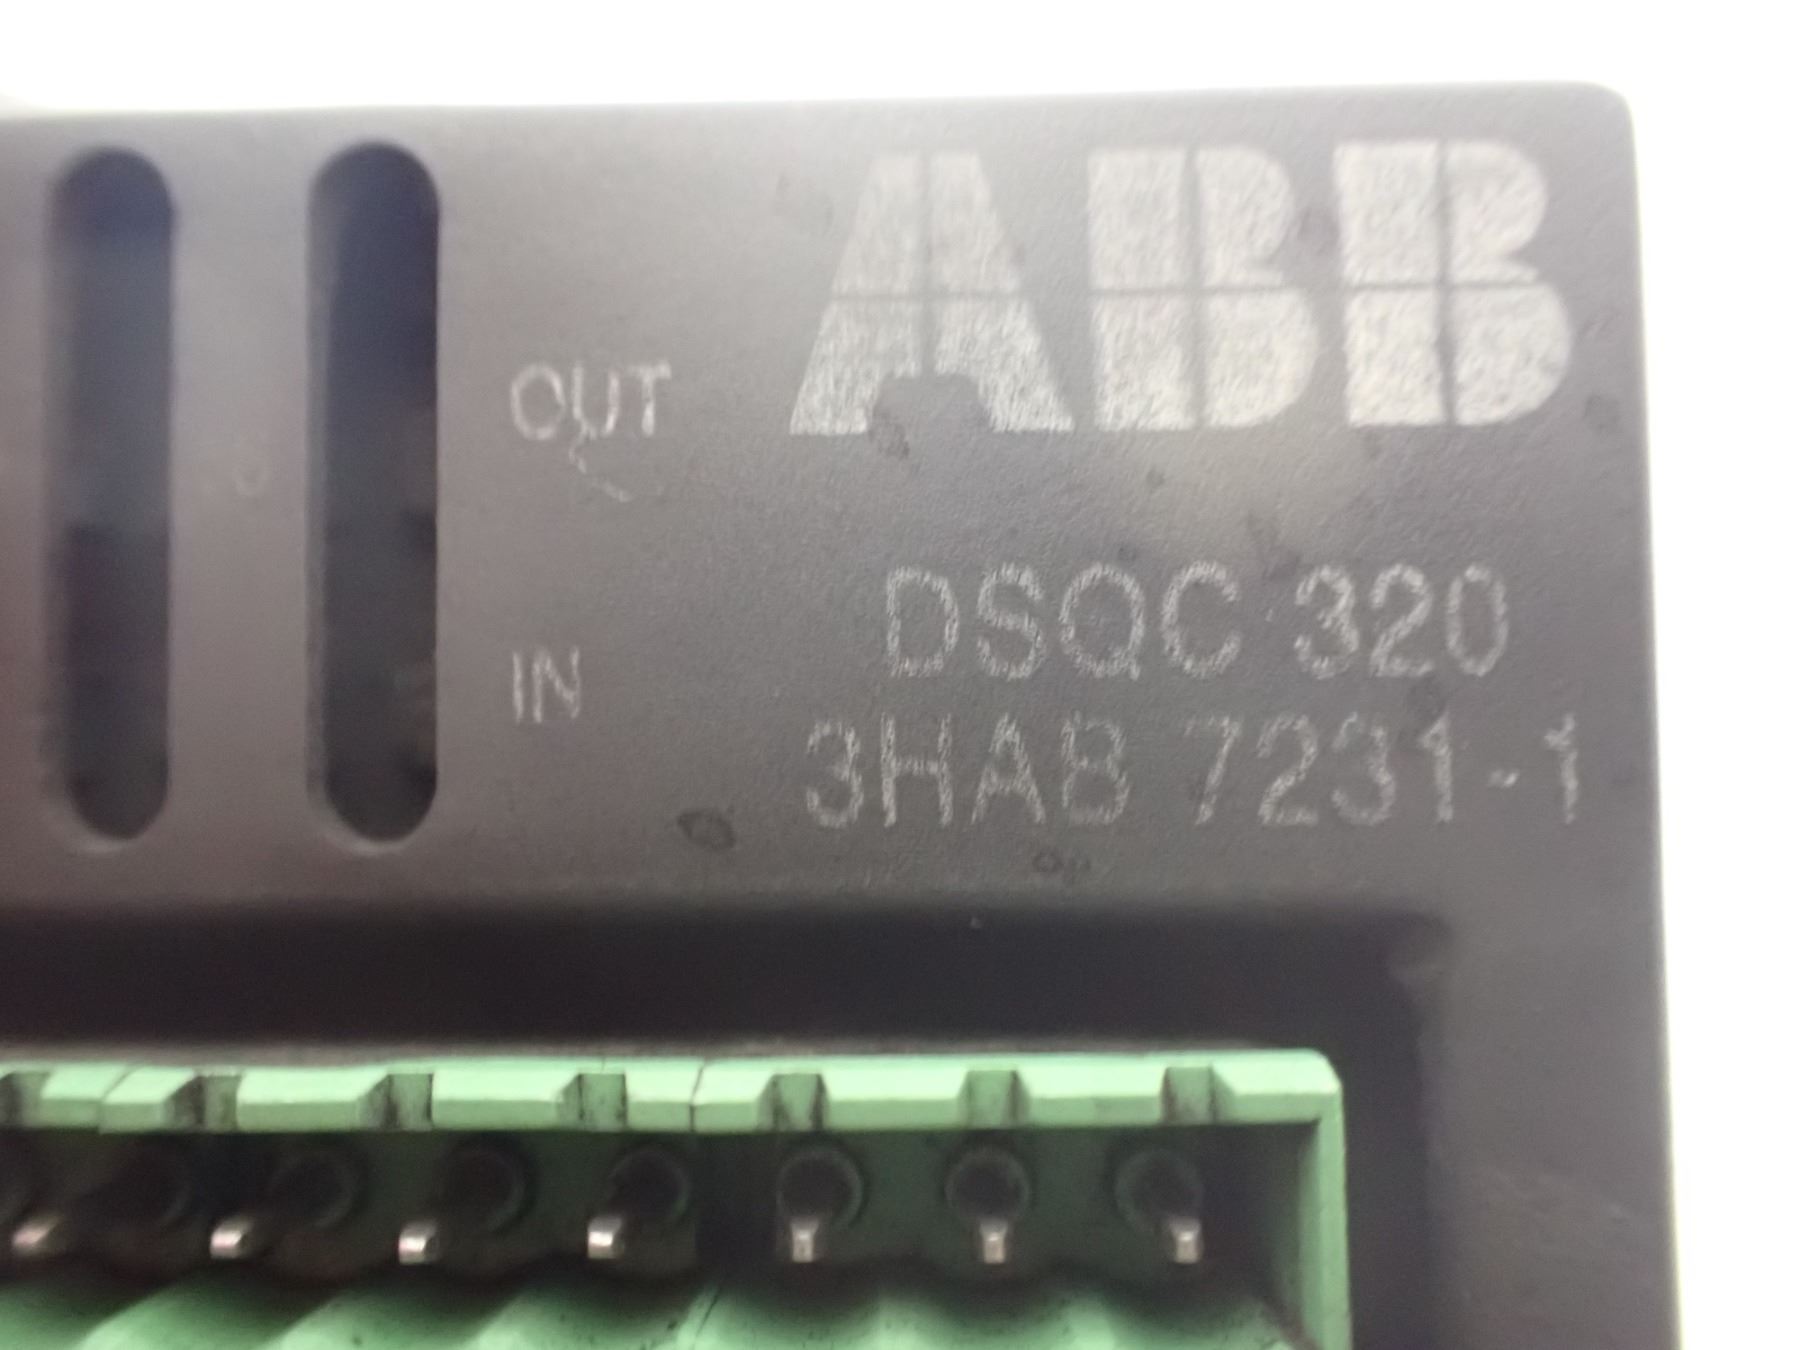 ABB
OUT
DSQC 320
IN
3HAB 7231-1